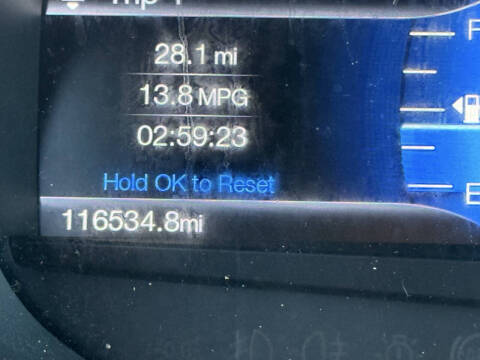 28.1 mi
13.8 MPG
02:59:23
Hold OK to Reset
116534.8mi
E